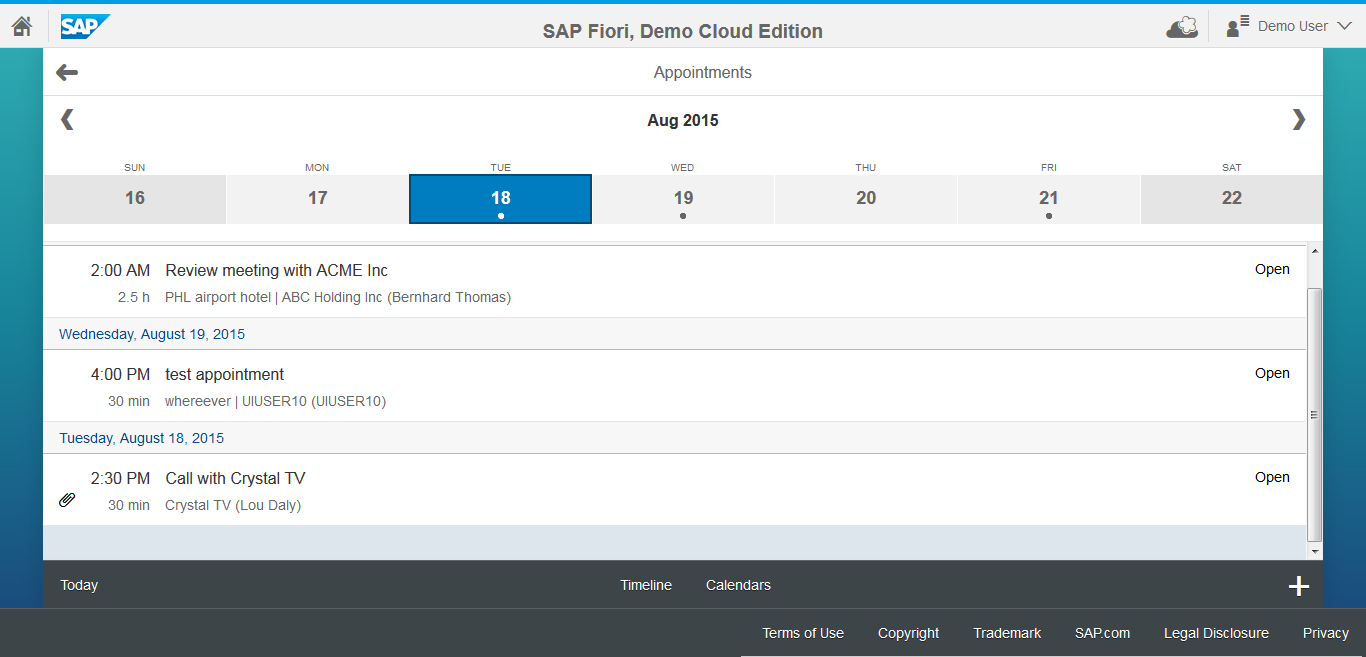 SAP SAP Fiori, Demo Cloud Edition Demo User
Appointments
Aug 2015
SUN MON TUE WED THU FRI SAT
16 17 18 19 20 21 22
2:00 AM Review meeting with ACME Inc Open
2.5 h PHL airport hotel | ABC Holding Inc (Bernhard Thomas)
Wednesday, August 19, 2015
4:00 PM test appointment Open
30 min whereever | UIUSER10 (UIUSER10)
Tuesday, August 18, 2015
2:30 PM Call with Crystal TV Open
30 min Crystal TV (Lou Daly)
Today Timeline Calendars
Terms of Use Copyright Trademark SAP.com Legal Disclosure Privacy